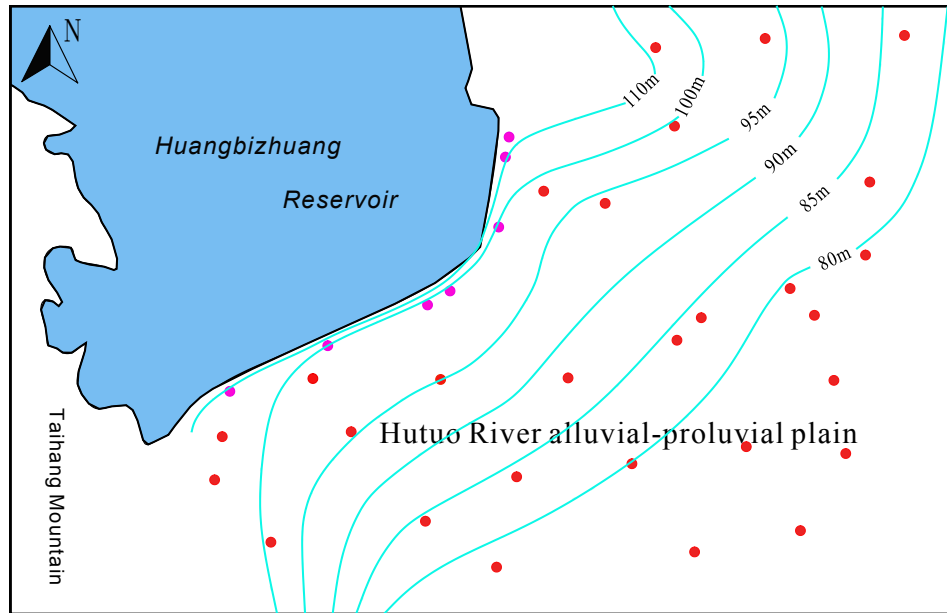 N
110m
100m
95m
90m
85m
80m
Huangbizhuang
Reservoir
Taihang Mountain
Hutuo River alluvial-proluvial plain